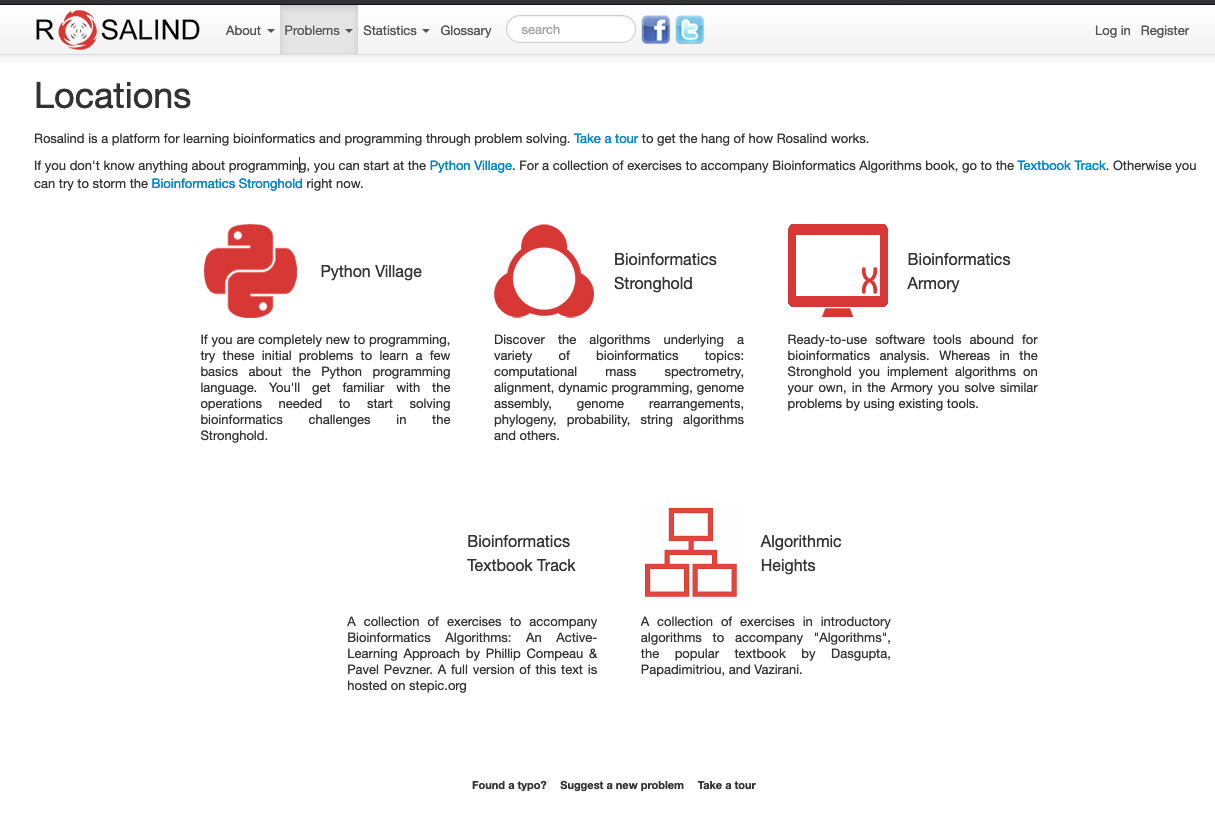 ROSALIND About Problems Statistics Glossary search Log in Register
Locations
Rosalind is a platform for learning bioinformatics and programming through problem solving. Take a tour to get the hang of how Rosalind works.
If you don't know anything about programming, you can start at the Python Village. For a collection of exercises to accompany Bioinformatics Algorithms book, go to the Textbook Track. Otherwise you
can try to storm the Bioinformatics Stronghold right now.
Python Village
If you are completely new to programming,
try these initial problems to learn a few
basics about the Python programming
language. You'll get familiar with the
operations needed to start solving
bioinformatics challenges in the
Stronghold.
Bioinformatics
Stronghold
Discover the algorithms underlying a
variety of bioinformatics topics:
computational mass spectrometry,
alignment, dynamic programming, genome
assembly, genome rearrangements,
phylogeny, probability, string algorithms
and others.
Bioinformatics
Armory
Ready-to-use software tools abound for
bioinformatics analysis. Whereas in the
Stronghold you implement algorithms on
your own, in the Armory you solve similar
problems by using existing tools.
Bioinformatics
Textbook Track
A collection of exercises to accompany
Bioinformatics Algorithms: An Active-
Learning Approach by Phillip Compeau &
Pavel Pevzner. A full version of this text is
hosted on stepic.org
Algorithmic
Heights
A collection of exercises in introductory
algorithms to accompany "Algorithms",
the popular textbook by Dasgupta,
Papadimitriou, and Vazirani.
Found a typo? Suggest a new problem Take a tour